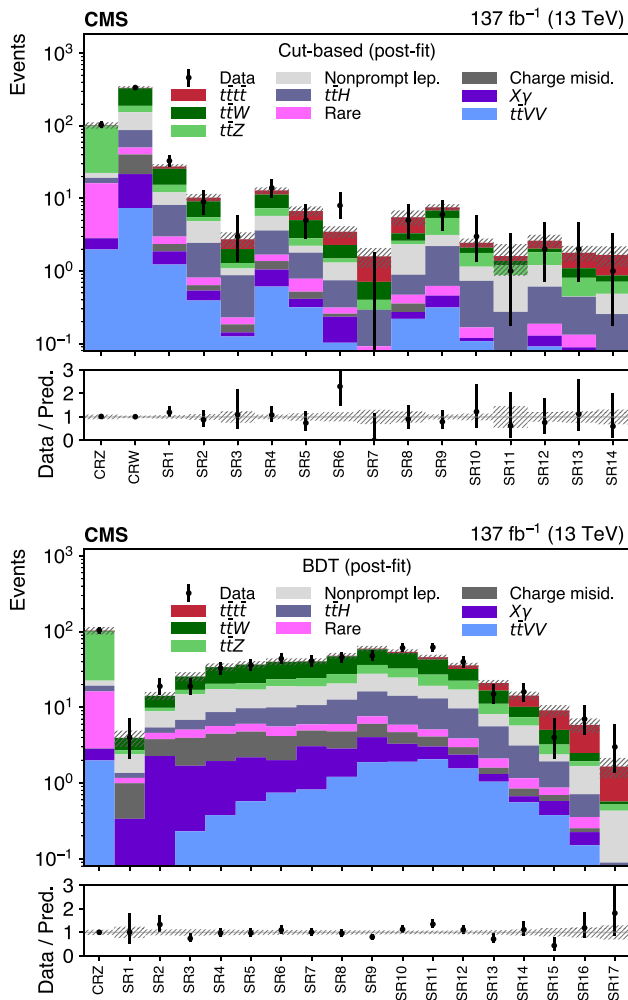 CMS 137 fb⁻¹ (13 TeV)
Cut-based (post-fit)
Events
Data Nonprompt lep. Charge misid.
tt̄tt̄ tt̄H Xγ
tt̄W Rare tt̄VV
tt̄Z
10³
10²
10¹
10⁰
10⁻¹
Data / Pred.
3
2
1
0
CRZ CRW SR1 SR2 SR3 SR4 SR5 SR6 SR7 SR8 SR9 SR10 SR11 SR12 SR13 SR14
CMS 137 fb⁻¹ (13 TeV)
BDT (post-fit)
Events
Data Nonprompt lep. Charge misid.
tt̄tt̄ tt̄H Xγ
tt̄W Rare tt̄VV
tt̄Z
10³
10²
10¹
10⁰
10⁻¹
Data / Pred.
3
2
1
0
CRZ SR1 SR2 SR3 SR4 SR5 SR6 SR7 SR8 SR9 SR10 SR11 SR12 SR13 SR14 SR15 SR16 SR17